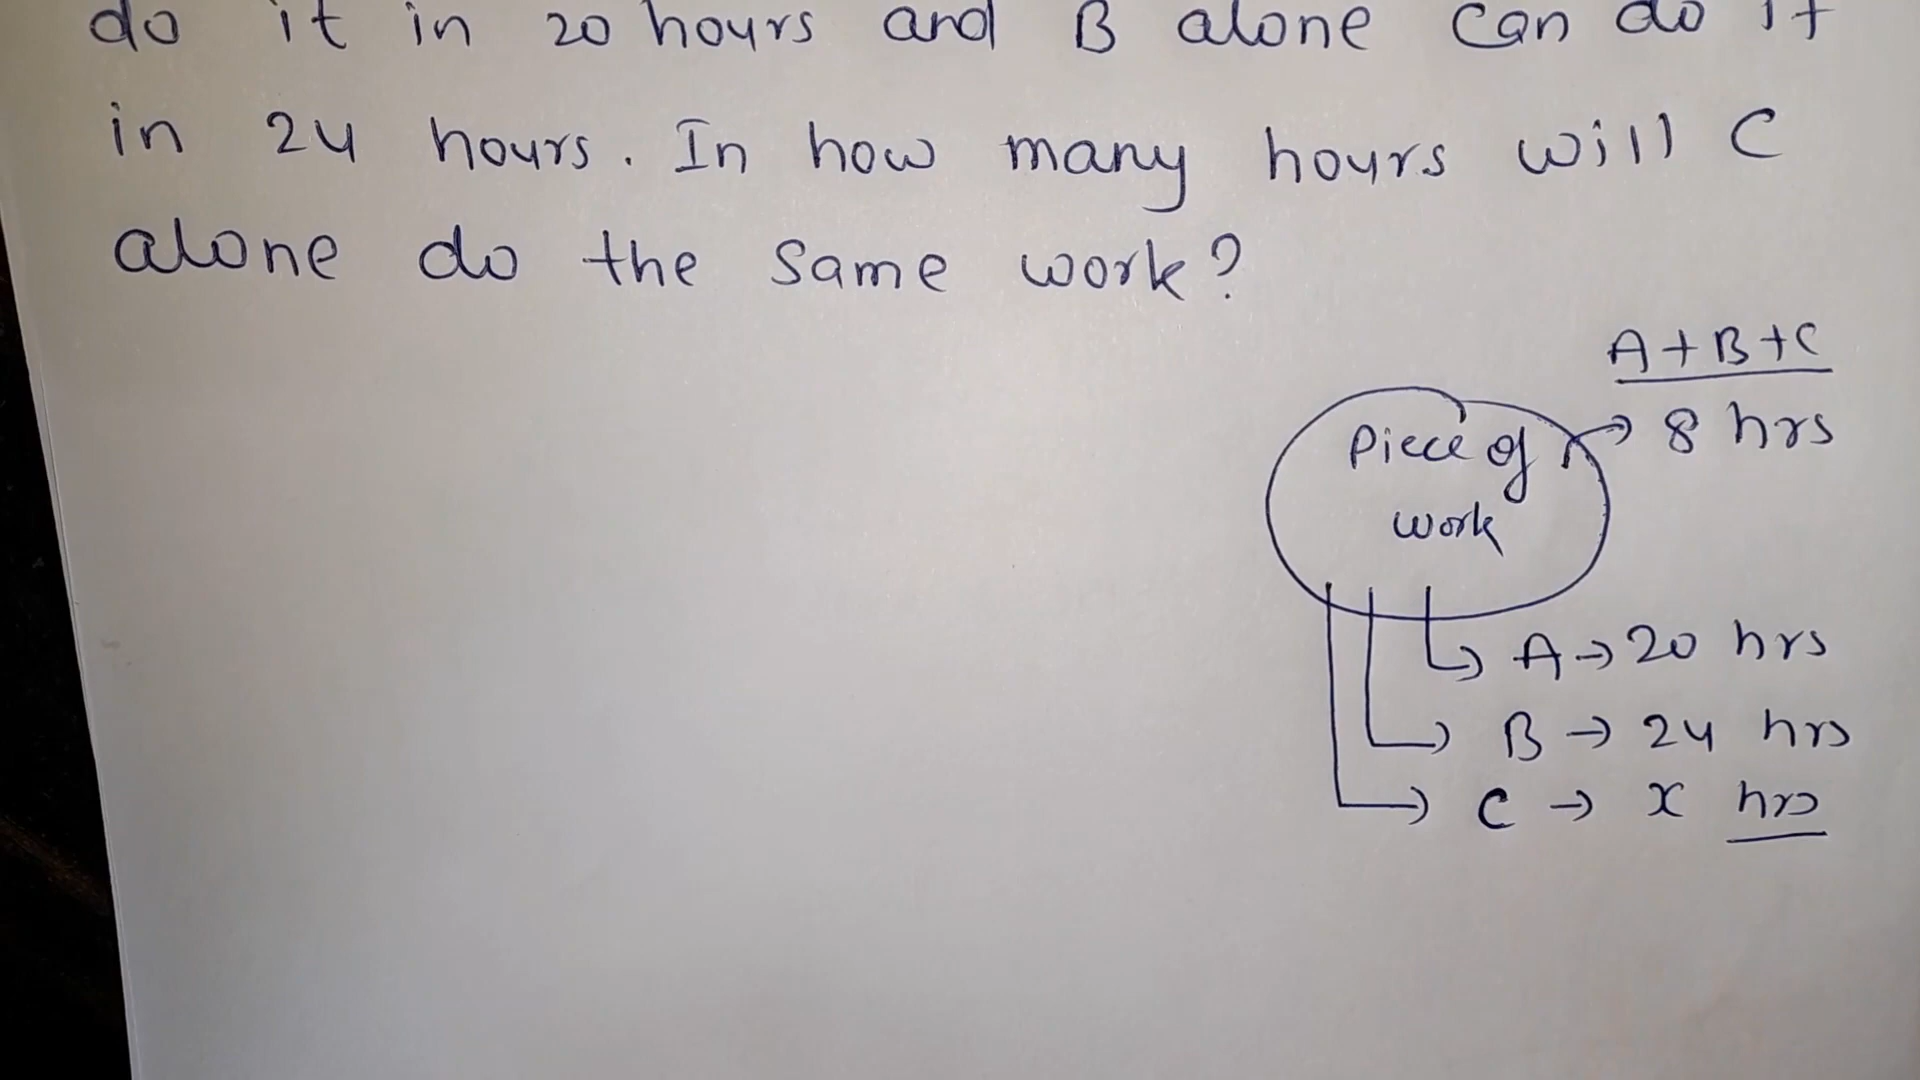 do it in 20 hours and B alone can do it
in 24 hours. In how many hours will C
alone do the same work?
A+B+C
Piece of → 8 hrs
work
A → 20 hrs
B → 24 hrs
C → x hrs